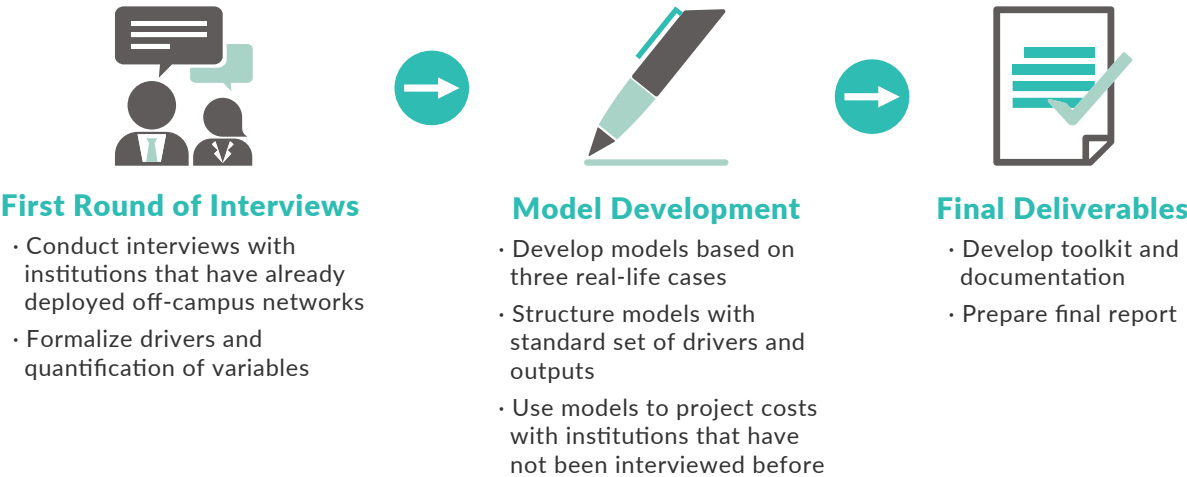 First Round of Interviews
· Conduct interviews with
institutions that have already
deployed off-campus networks
· Formalize drivers and
quantification of variables
Model Development
· Develop models based on
three real-life cases
· Structure models with
standard set of drivers and
outputs
· Use models to project costs
with institutions that have
not been interviewed before
Final Deliverables
· Develop toolkit and
documentation
· Prepare final report